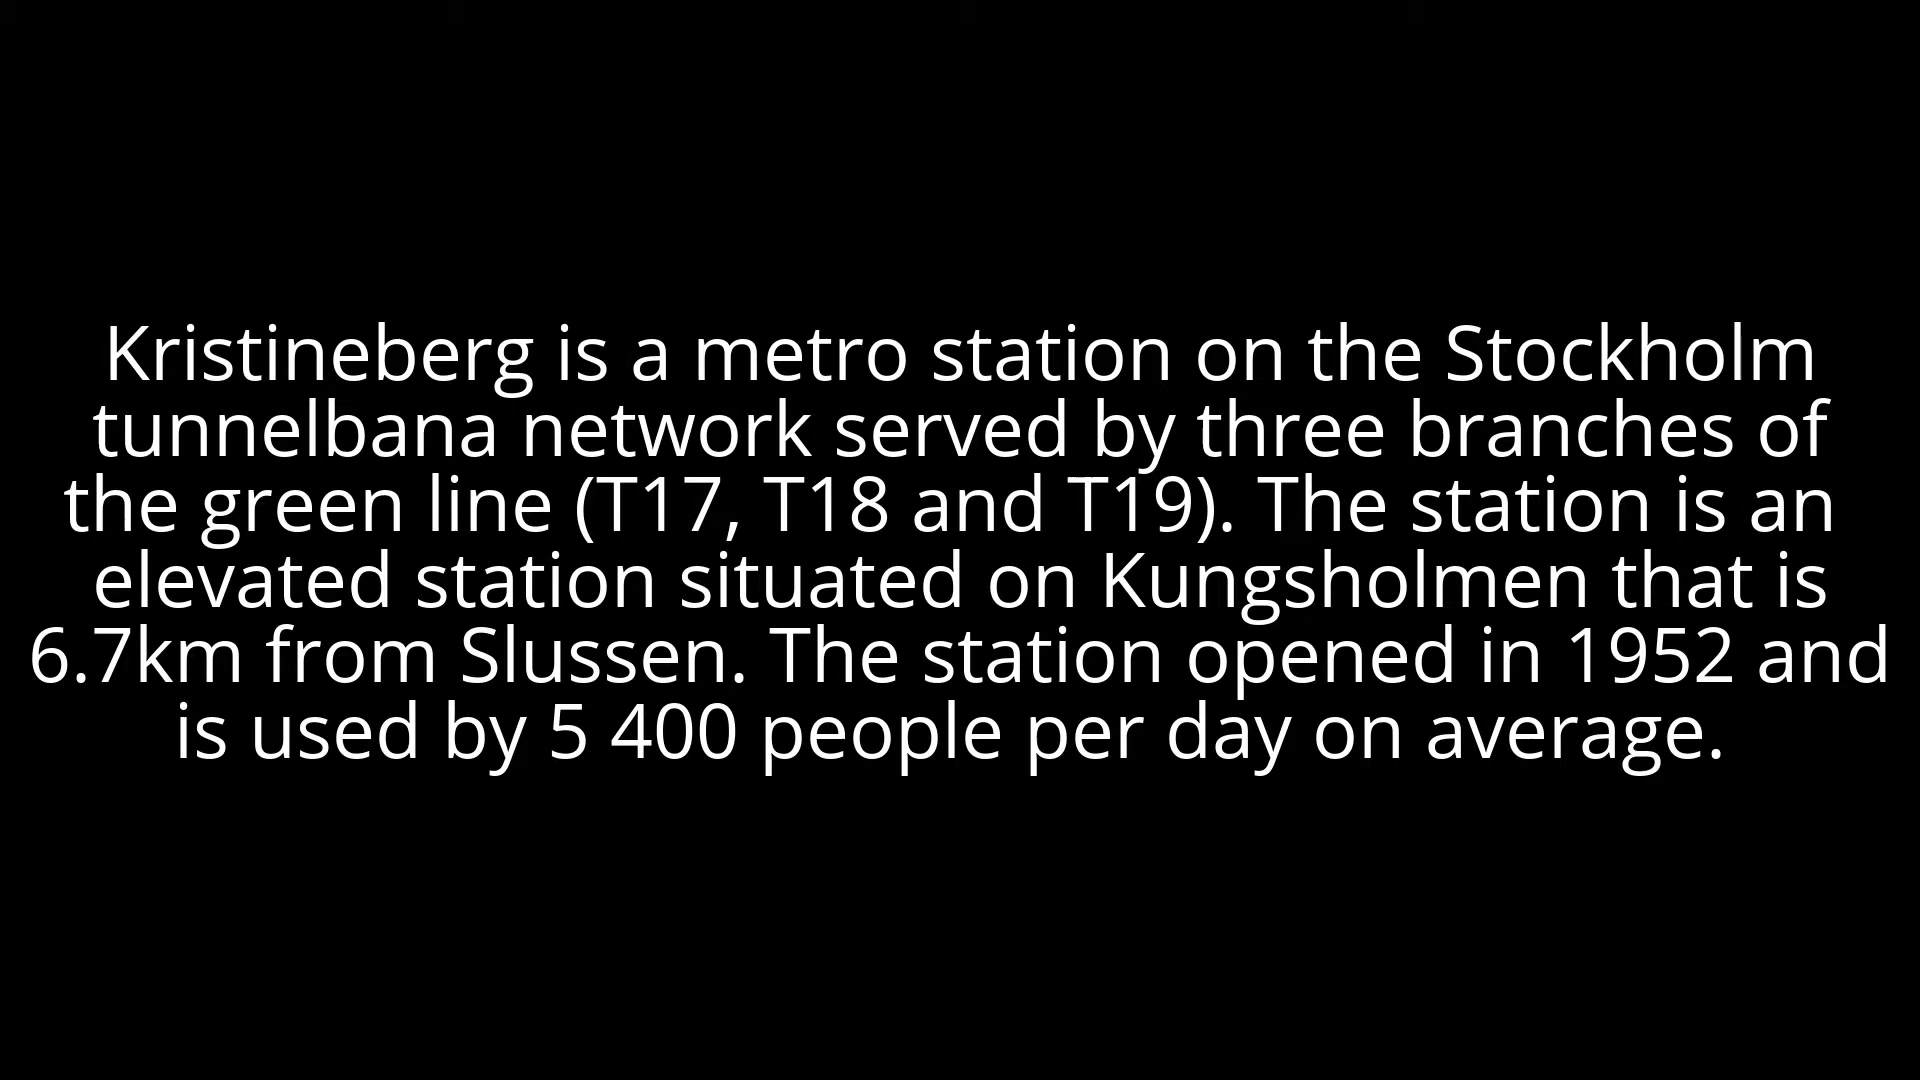 Kristineberg is a metro station on the Stockholm
tunnelbana network served by three branches of
the green line (T17, T18 and T19). The station is an
elevated station situated on Kungsholmen that is
6.7km from Slussen. The station opened in 1952 and
is used by 5 400 people per day on average.